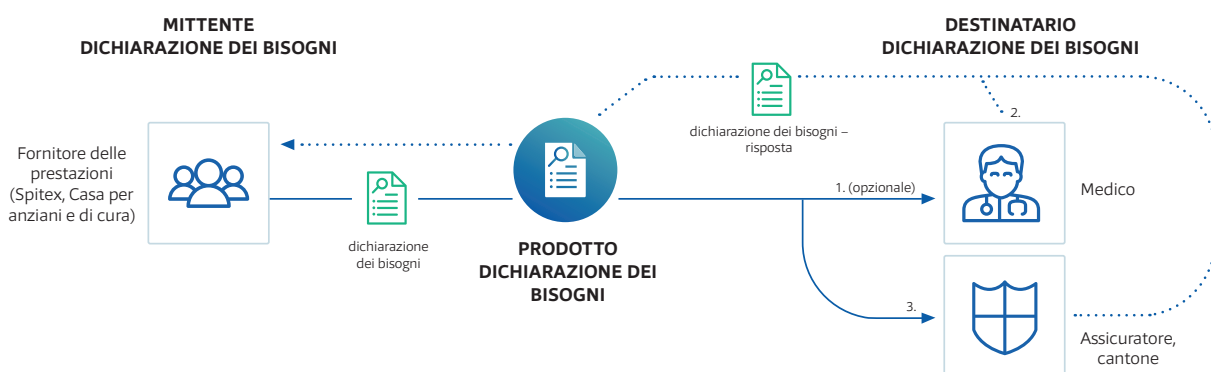 MITTENTE
DICHIARAZIONE DEI BISOGNI
DESTINATARIO
DICHIARAZIONE DEI BISOGNI
Fornitore delle
prestazioni
(Spitex, Casa per
anziani e di cura)
dichiarazione
dei bisogni
PRODOTTO
DICHIARAZIONE DEI
BISOGNI
dichiarazione dei bisogni –
risposta
1. (opzionale)
2.
3.
Medico
Assicuratore,
cantone